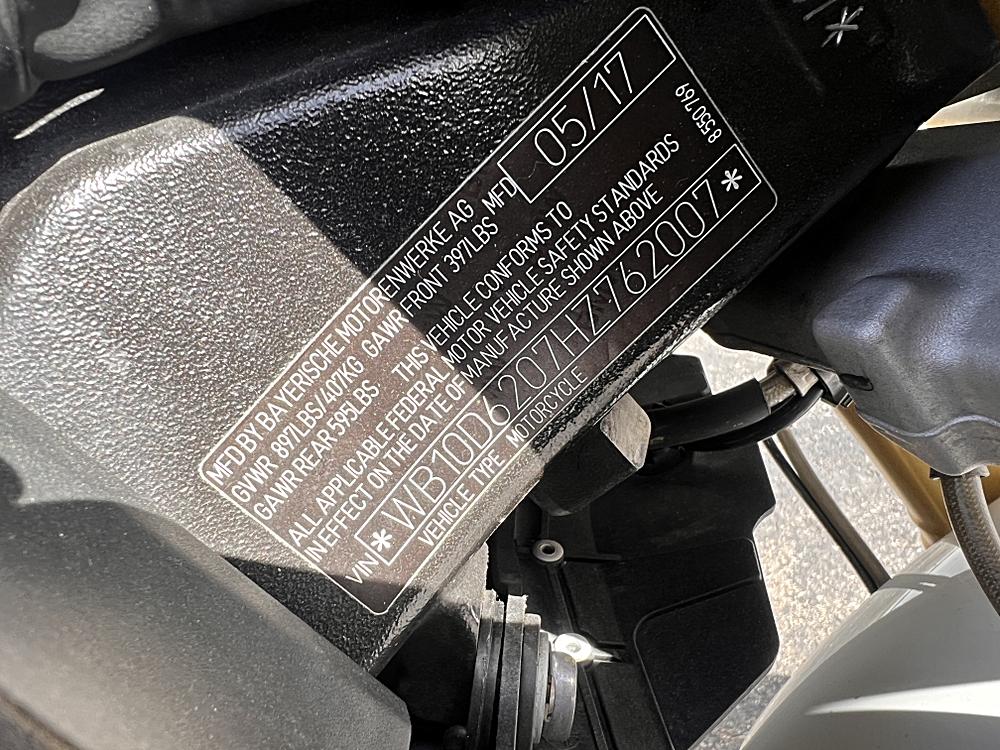 MFD BY BAYERISCHE MOTORENWERKE AG
GVWR 897LBS/407KG GAWR FRONT 397LBS MFD 05/17
GAWR REAR 595LBS THIS VEHICLE CONFORMS TO
ALL APPLICABLE FEDERAL MOTOR VEHICLE SAFETY STANDARDS
IN EFFECT ON THE DATE OF MANUFACTURE SHOWN ABOVE
VIN *WB10D6207HZ762007*
VEHICLE TYPE MOTORCYCLE
8550769